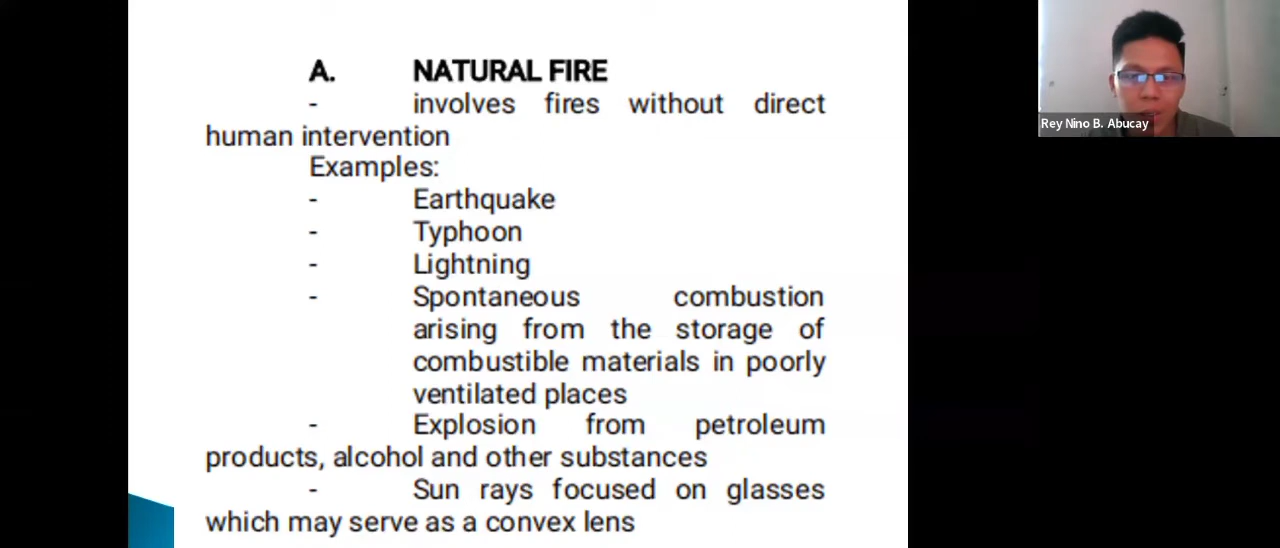 A. NATURAL FIRE
- involves fires without direct
human intervention
Examples:
- Earthquake
- Typhoon
- Lightning
- Spontaneous combustion
arising from the storage of
combustible materials in poorly
ventilated places
- Explosion from petroleum
products, alcohol and other substances
- Sun rays focused on glasses
which may serve as a convex lens
Rey Nino B. Abucay